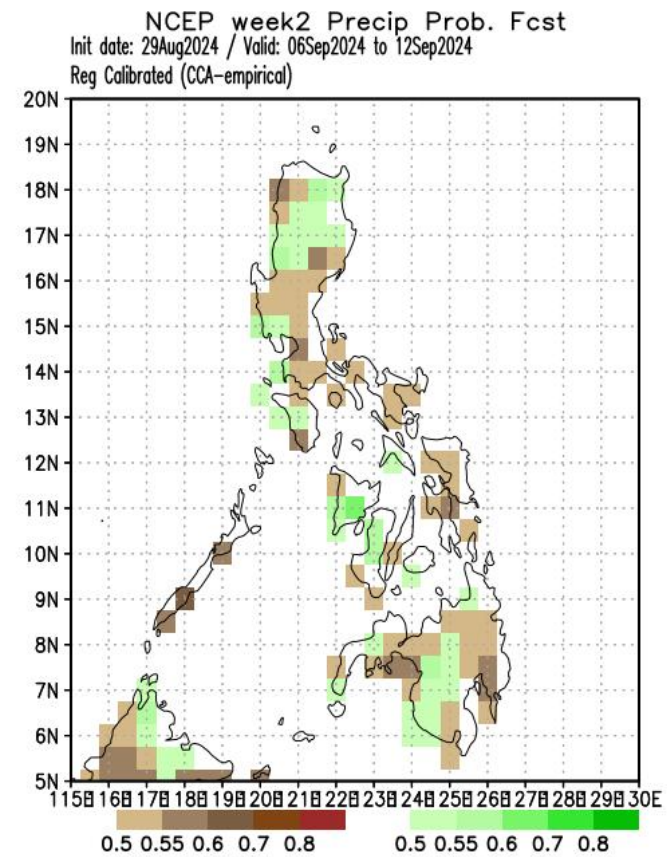 NCEP week2 Precip Prob. Fcst
Init date: 29Aug2024 / Valid: 06Sep2024 to 12Sep2024
Reg Calibrated (CCA-empirical)
20N
19N
18N
17N
16N
15N
14N
13N
12N
11N
10N
9N
8N
7N
6N
5N
115E 116E 117E 118E 119E 120E 121E 122E 123E 124E 125E 126E 127E 128E 129E 130E
0.5 0.55 0.6 0.7 0.8 0.5 0.55 0.6 0.7 0.8